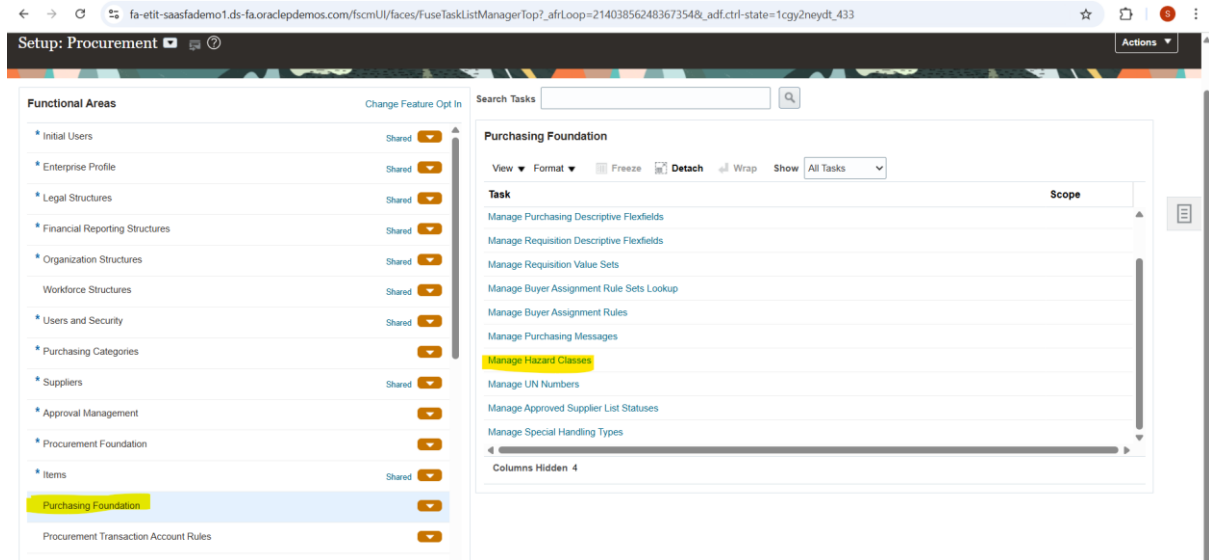 fa-etit-saasfademo1.ds-fa.oraclepdemos.com/fscmUI/faces/FuseTaskListManagerTop?_afrLoop=21403856248367354&_adf.ctrl-state=1cgy2neydt_433
S
Setup: Procurement
Actions
Functional Areas
Change Feature Opt In
* Initial Users Shared
* Enterprise Profile Shared
* Legal Structures Shared
* Financial Reporting Structures Shared
* Organization Structures Shared
Workforce Structures Shared
* Users and Security Shared
* Purchasing Categories
* Suppliers Shared
* Approval Management
* Procurement Foundation
* Items Shared
Purchasing Foundation
Procurement Transaction Account Rules
Search Tasks
Purchasing Foundation
View Format Freeze Detach Wrap Show All Tasks
Task Scope
Manage Purchasing Descriptive Flexfields
Manage Requisition Descriptive Flexfields
Manage Requisition Value Sets
Manage Buyer Assignment Rule Sets Lookup
Manage Buyer Assignment Rules
Manage Purchasing Messages
Manage Hazard Classes
Manage UN Numbers
Manage Approved Supplier List Statuses
Manage Special Handling Types
Columns Hidden 4